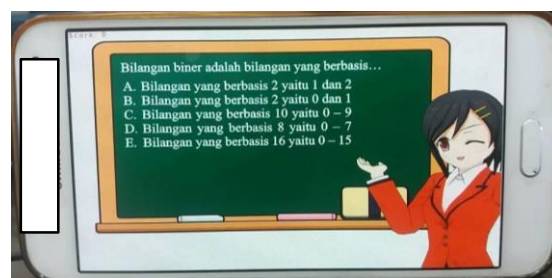 Score: 0
Bilangan biner adalah bilangan yang berbasis...
A. Bilangan yang berbasis 2 yaitu 1 dan 2
B. Bilangan yang berbasis 2 yaitu 0 dan 1
C. Bilangan yang berbasis 10 yaitu 0 – 9
D. Bilangan yang berbasis 8 yaitu 0 – 7
E. Bilangan yang berbasis 16 yaitu 0 – 15